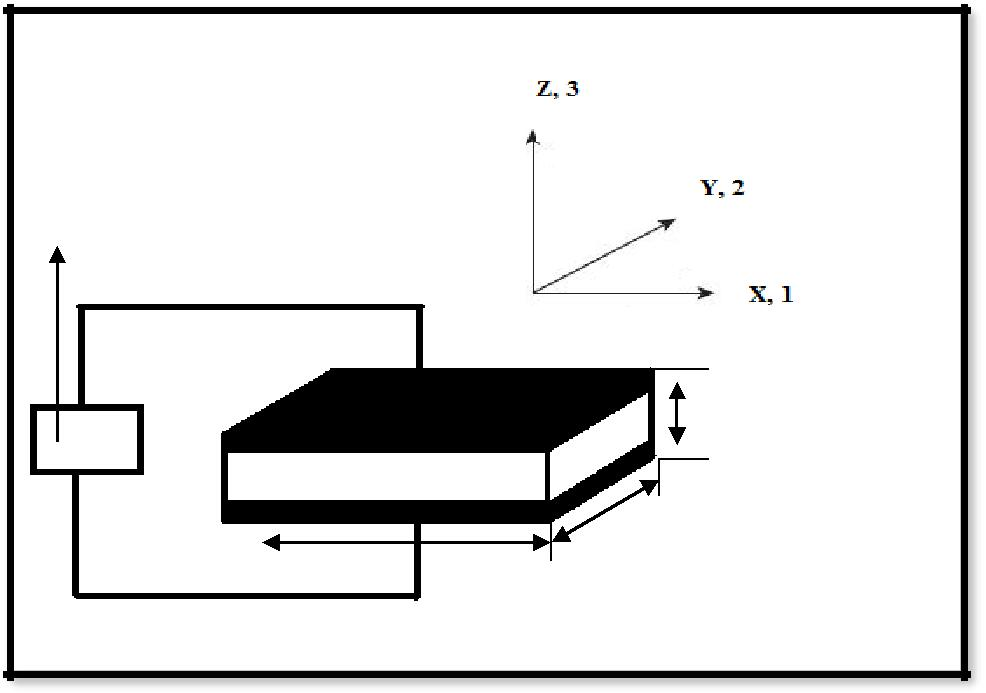 Z, 3
Y, 2
X, 1